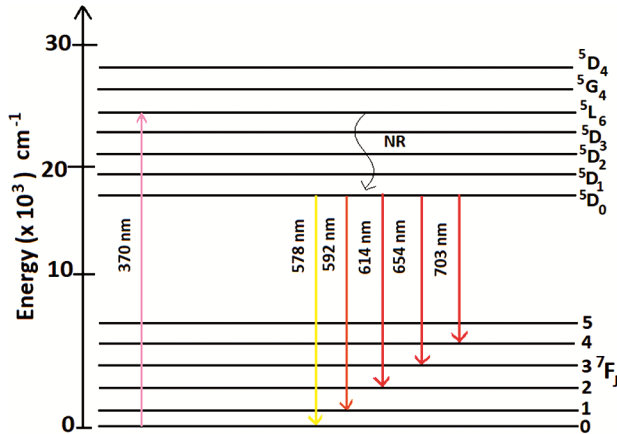 30
20
10
0
Energy (x 10³) cm⁻¹
⁵D₄
⁵G₄
⁵L₆
⁵D₃
⁵D₂
⁵D₁
⁵D₀
NR
370 nm
578 nm
592 nm
614 nm
654 nm
703 nm
5
4
3 ⁷F_J
2
1
0